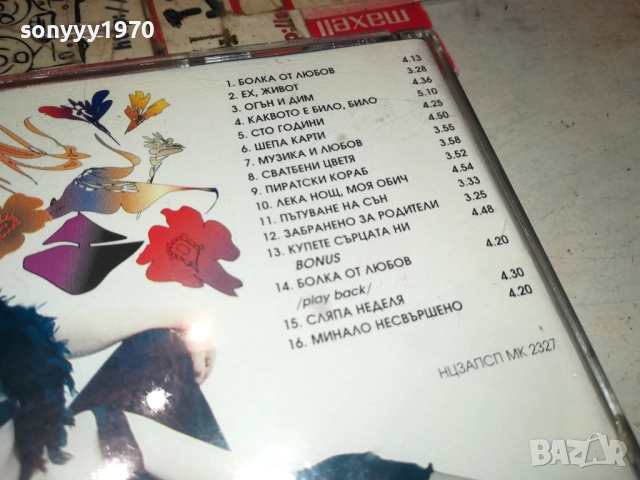 sonyyy1970
maxell
1. БОЛКА ОТ ЛЮБОВ 4.13
2. ЕХ, ЖИВОТ 3.28
3. ОГЪН И ДИМ 4.36
4. КАКВОТО Е БИЛО, БИЛО 5.10
5. СТО ГОДИНИ 4.25
6. ШЕПА КАРТИ 4.50
7. МУЗИКА И ЛЮБОВ 3.55
8. СВАТБЕНИ ЦВЕТЯ 3.58
9. ПИРАТСКИ КОРАБ 3.52
10. ЛЕКА НОЩ, МОЯ ОБИЧ 4.54
11. ПЪТУВАНЕ НА СЪН 3.33
12. ЗАБРАНЕНО ЗА РОДИТЕЛИ 3.25
13. КУПЕТЕ СЪРЦАТА НИ 4.48
BONUS
14. БОЛКА ОТ ЛЮБОВ 4.20
/play back/
15. СЛЯПА НЕДЕЛЯ 4.30
16. МИНАЛО НЕСВЪРШЕНО 4.20
НЦЗАПСП МК 2327
BAZAR